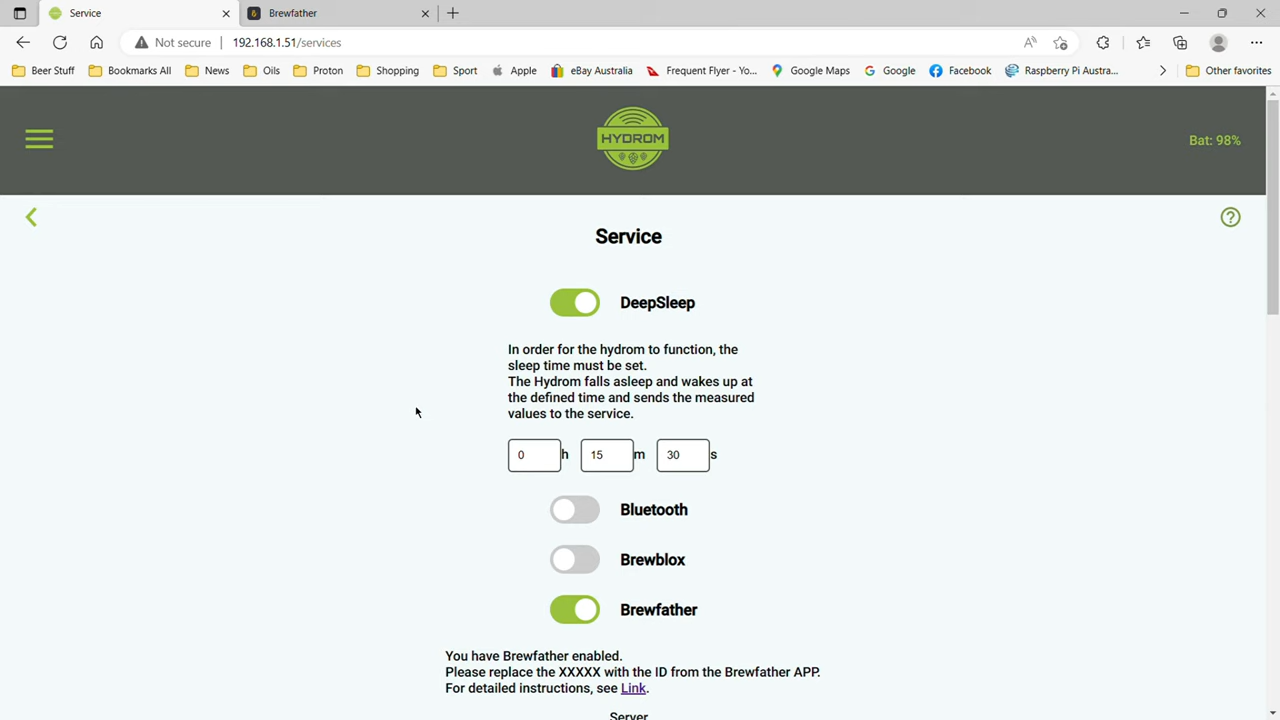 Service
Brewfather
Not secure
192.168.1.51/services
Beer Stuff
Bookmarks All
News
Oils
Proton
Shopping
Sport
Apple
eBay Australia
Frequent Flyer - Yo...
Google Maps
Google
Facebook
Raspberry Pi Austra...
Other favorites
HYDROM
Bat: 98%
Service
DeepSleep
In order for the hydrom to function, the
sleep time must be set.
The Hydrom falls asleep and wakes up at
the defined time and sends the measured
values to the service.
0 h 15 m 30 s
Bluetooth
Brewblox
Brewfather
You have Brewfather enabled.
Please replace the XXXXX with the ID from the Brewfather APP.
For detailed instructions, see Link.
Server